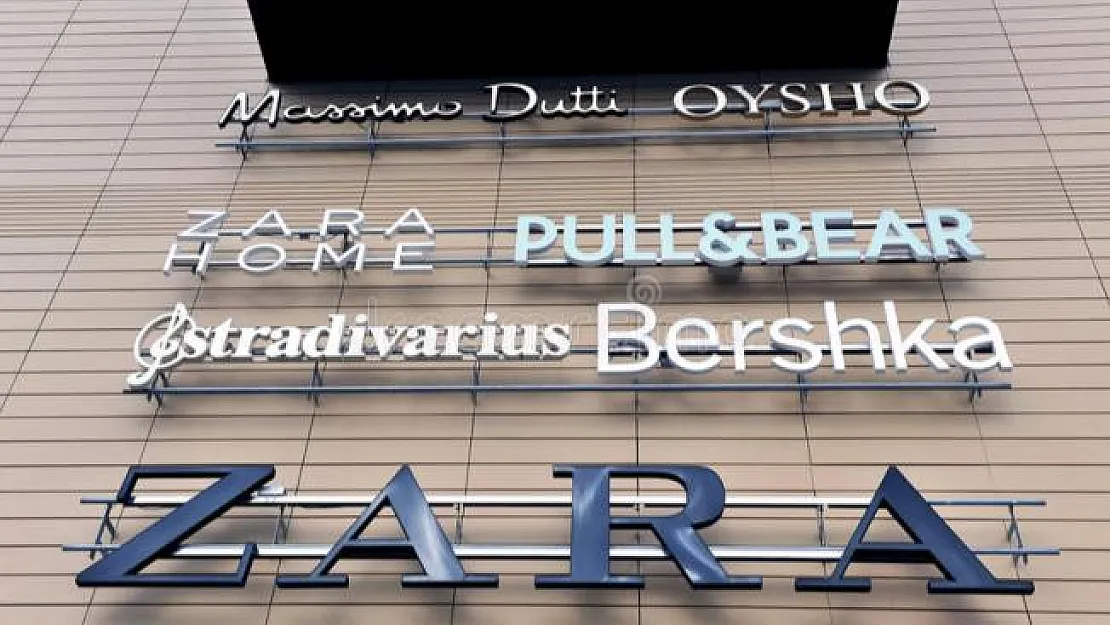 Massimo Dutti OYSHO
ZARA HOME PULL&BEAR
stradivarius Bershka
ZARA